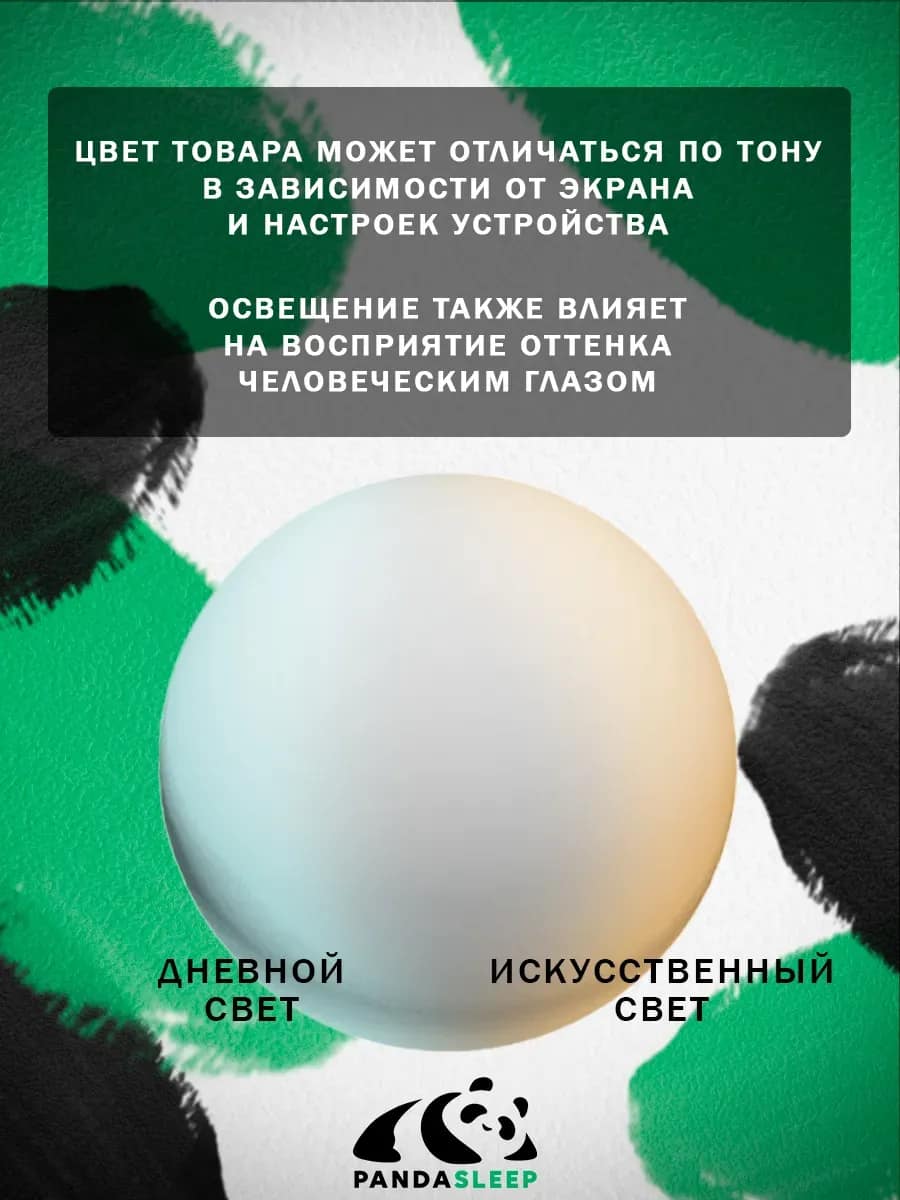 ЦВЕТ ТОВАРА МОЖЕТ ОТЛИЧАТЬСЯ ПО ТОНУ
В ЗАВИСИМОСТИ ОТ ЭКРАНА
И НАСТРОЕК УСТРОЙСТВА
ОСВЕЩЕНИЕ ТАКЖЕ ВЛИЯЕТ
НА ВОСПРИЯТИЕ ОТТЕНКА
ЧЕЛОВЕЧЕСКИМ ГЛАЗОМ
ДНЕВНОЙ
СВЕТ
ИСКУССТВЕННЫЙ
СВЕТ
PANDASLEEP